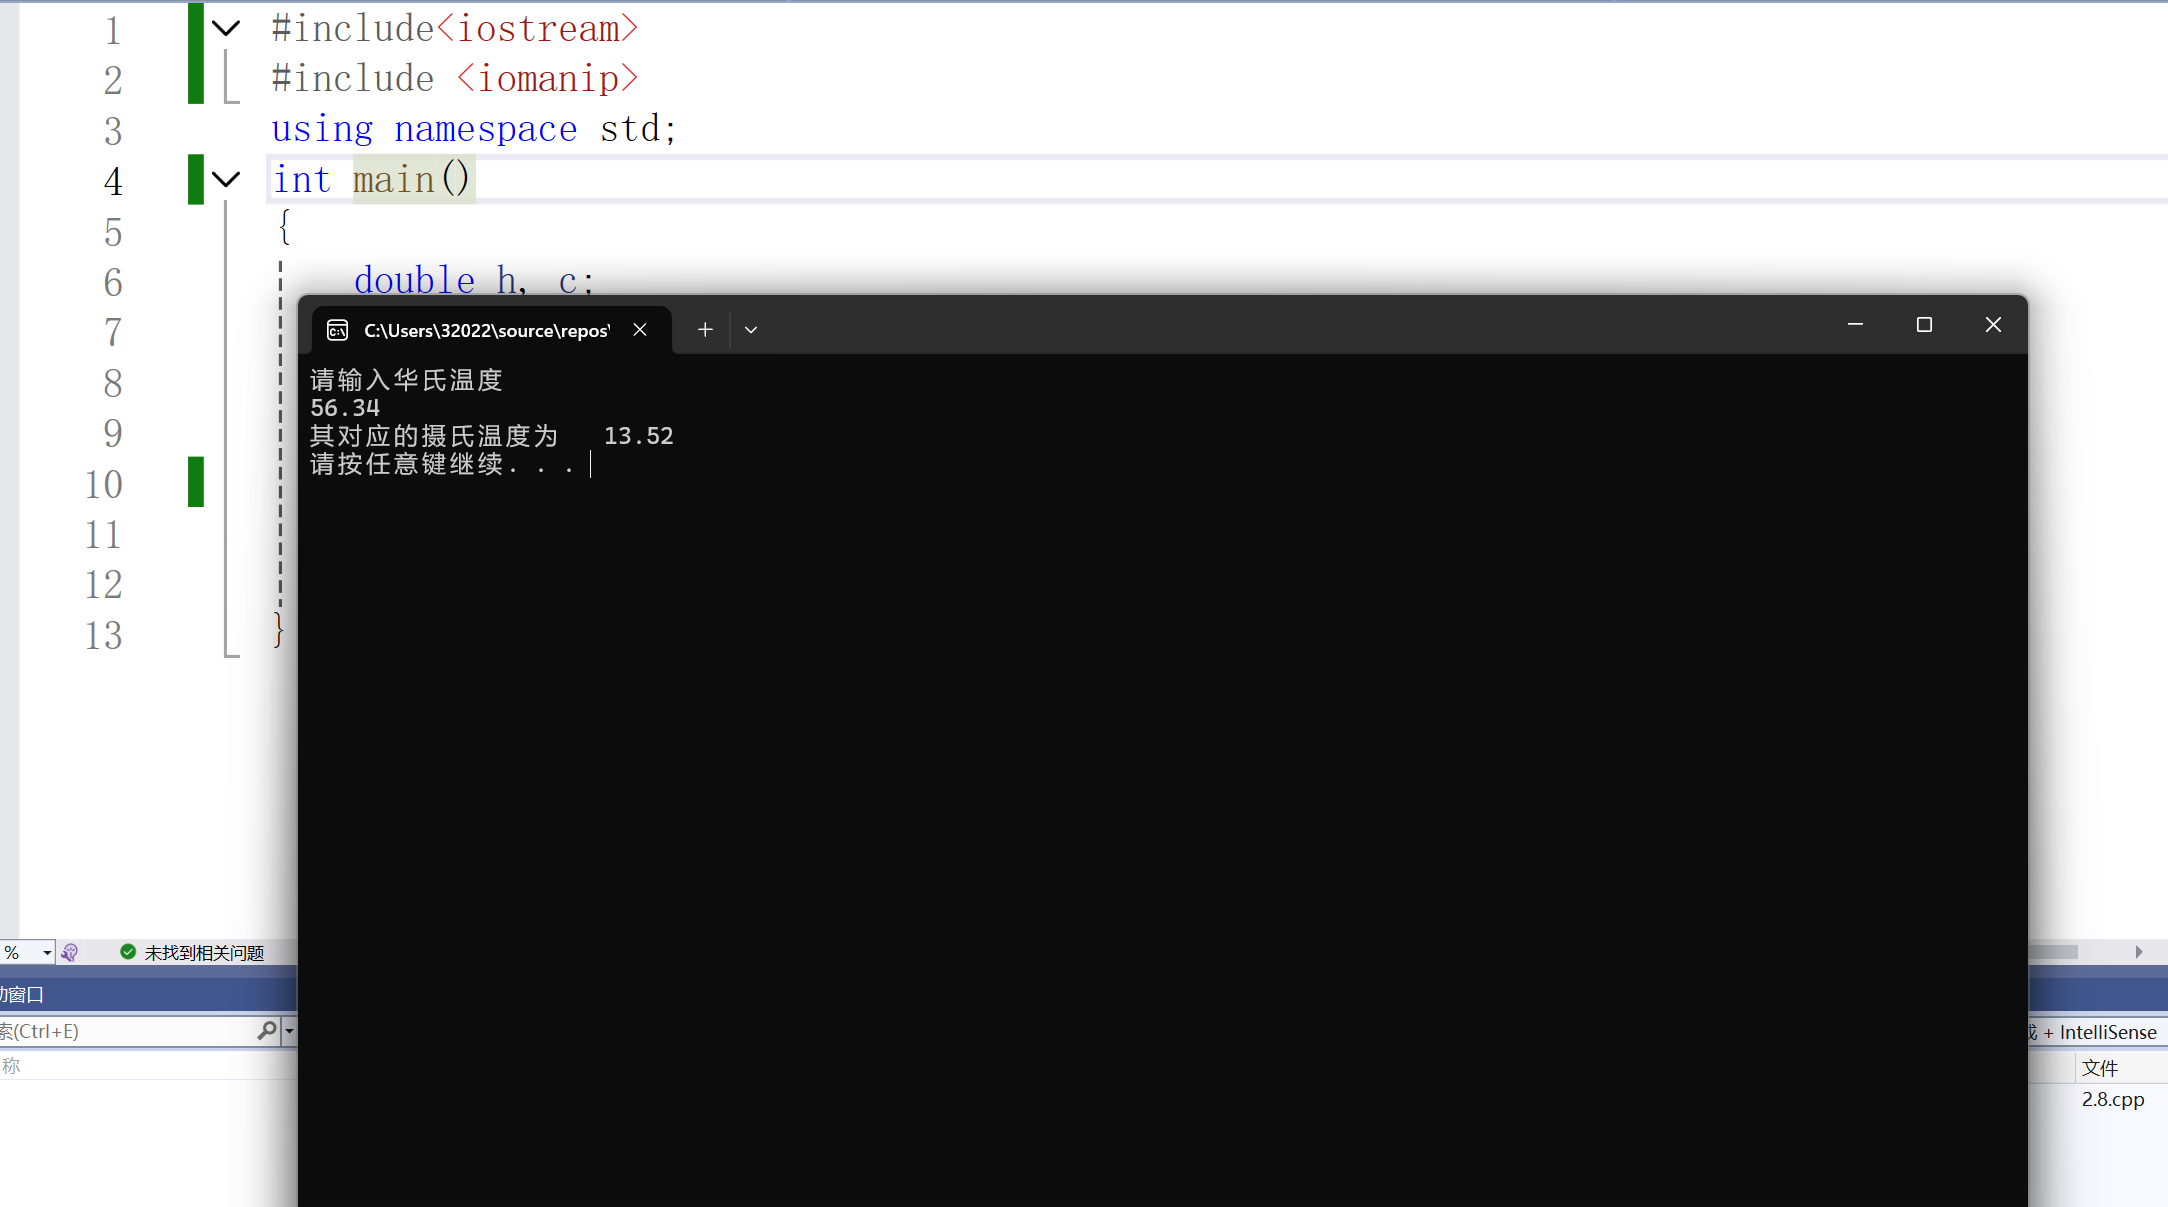 1 #include<iostream>
2 #include <iomanip>
3 using namespace std;
4 int main()
5 {
6 double h, c;
7
8
9
10
11
12
13 }
C:\Users\32022\source\repos\
请输入华氏温度
56.34
其对应的摄氏温度为 13.52
请按任意键继续. . .
% 未找到相关问题
窗口
索(Ctrl+E)
+ IntelliSense
称
文件
2.8.cpp